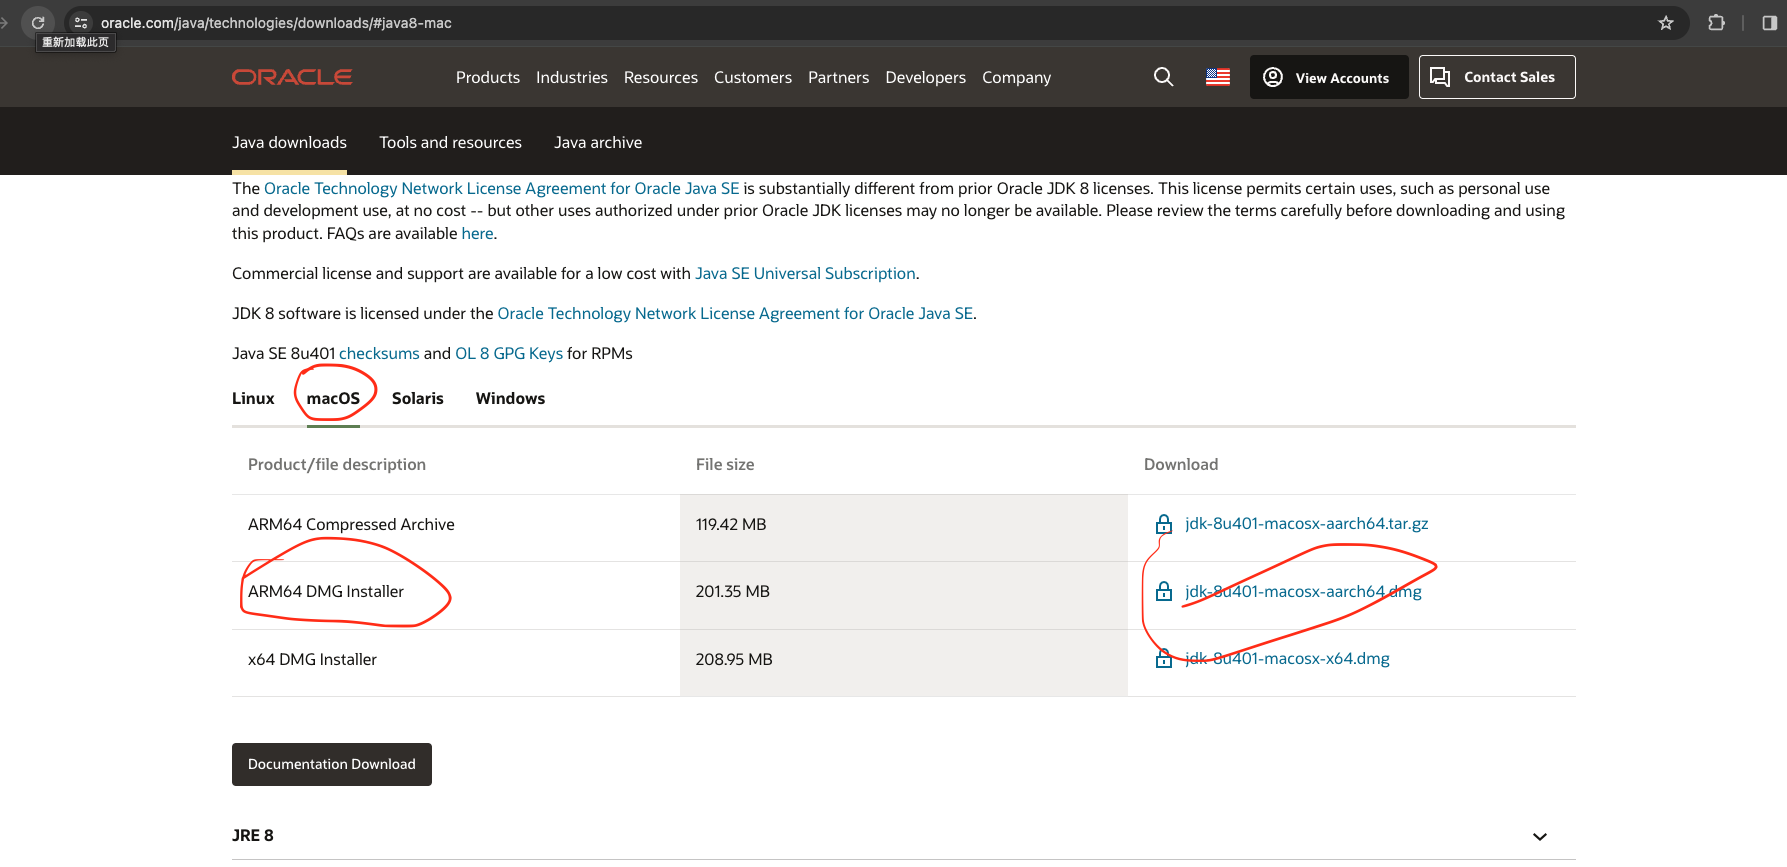 oracle.com/java/technologies/downloads/#java8-mac
重新加载此页
ORACLE
Products Industries Resources Customers Partners Developers Company
View Accounts
Contact Sales
Java downloads Tools and resources Java archive
The Oracle Technology Network License Agreement for Oracle Java SE is substantially different from prior Oracle JDK 8 licenses. This license permits certain uses, such as personal use
and development use, at no cost -- but other uses authorized under prior Oracle JDK licenses may no longer be available. Please review the terms carefully before downloading and using
this product. FAQs are available here.
Commercial license and support are available for a low cost with Java SE Universal Subscription.
JDK 8 software is licensed under the Oracle Technology Network License Agreement for Oracle Java SE.
Java SE 8u401 checksums and OL 8 GPG Keys for RPMs
Linux macOS Solaris Windows
Product/file description File size Download
ARM64 Compressed Archive 119.42 MB jdk-8u401-macosx-aarch64.tar.gz
ARM64 DMG Installer 201.35 MB jdk-8u401-macosx-aarch64.dmg
x64 DMG Installer 208.95 MB jdk-8u401-macosx-x64.dmg
Documentation Download
JRE 8